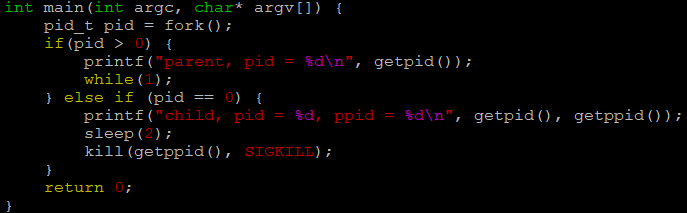 int main(int argc, char* argv[]) {
    pid_t pid = fork();
    if(pid > 0) {
        printf("parent, pid = %d\n", getpid());
        while(1);
    } else if (pid == 0) {
        printf("child, pid = %d, ppid = %d\n", getpid(), getppid());
        sleep(2);
        kill(getppid(), SIGKILL);
    }
    return 0;
}